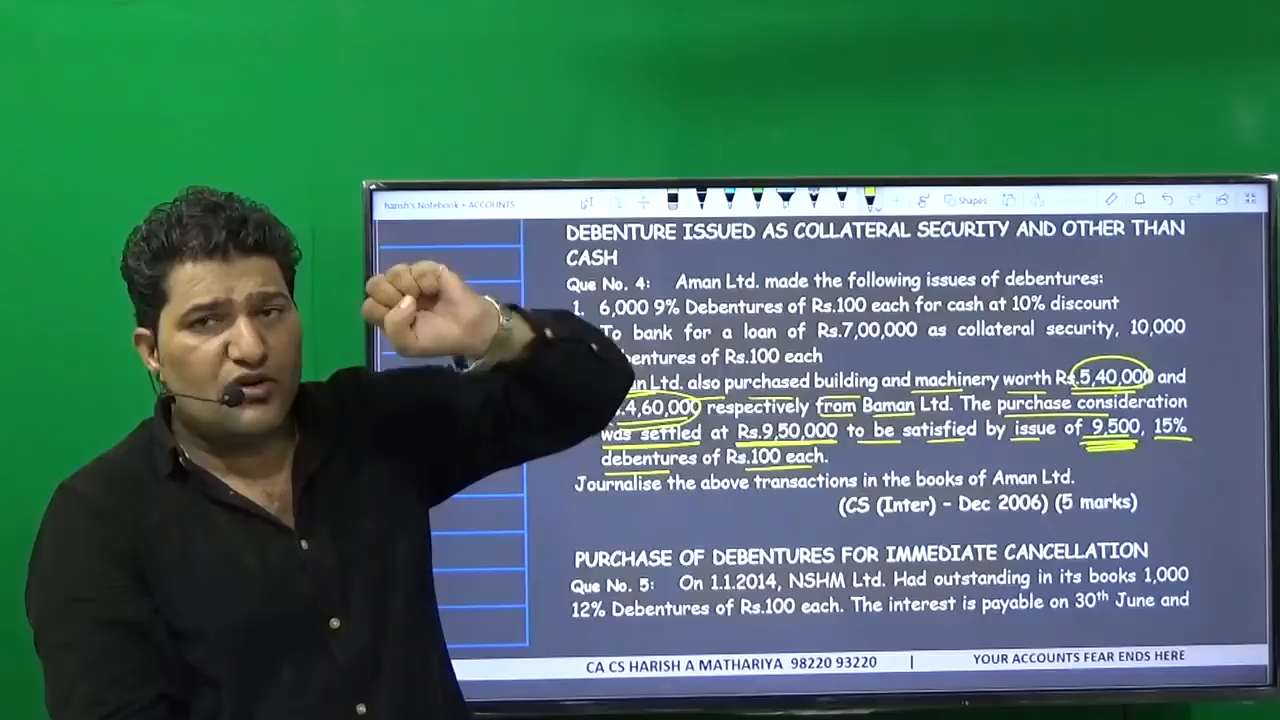 harish's Notebook • ACCOUNTS
Shapes
DEBENTURE ISSUED AS COLLATERAL SECURITY AND OTHER THAN
CASH
Que No. 4: Aman Ltd. made the following issues of debentures:
1. 6,000 9% Debentures of Rs.100 each for cash at 10% discount
To bank for a loan of Rs.7,00,000 as collateral security, 10,000
bentures of Rs.100 each
n Ltd. also purchased building and machinery worth Rs.5,40,000 and
.4,60,000 respectively from Baman Ltd. The purchase consideration
was settled at Rs.9,50,000 to be satisfied by issue of 9,500, 15%
debentures of Rs.100 each.
Journalise the above transactions in the books of Aman Ltd.
(CS (Inter) – Dec 2006) (5 marks)
PURCHASE OF DEBENTURES FOR IMMEDIATE CANCELLATION
Que No. 5: On 1.1.2014, NSHM Ltd. Had outstanding in its books 1,000
12% Debentures of Rs.100 each. The interest is payable on 30th June and
CA CS HARISH A MATHARIYA 98220 93220 | YOUR ACCOUNTS FEAR ENDS HERE